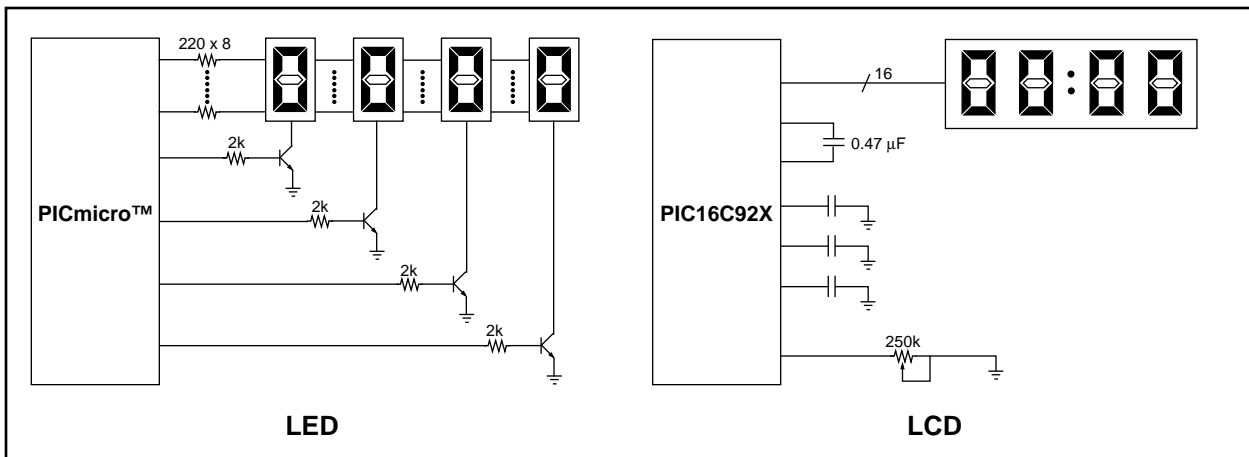 220 x 8
2k
PICmicro™
2k
2k
2k
LED
16
0.47 μF
PIC16C92X
250k
LCD